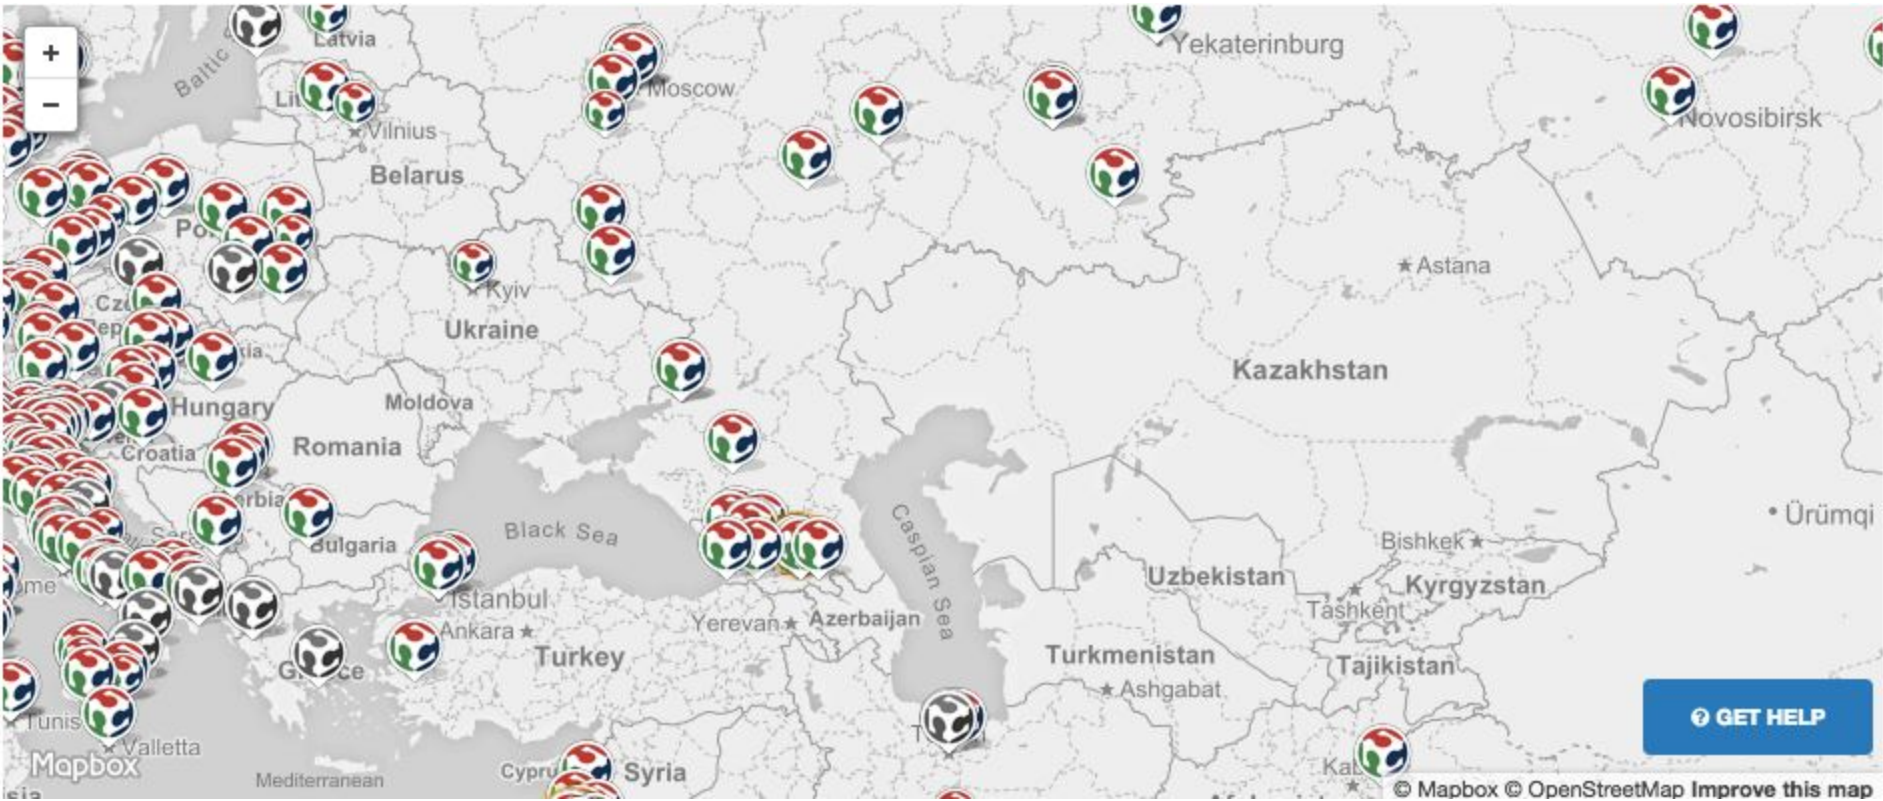 +
−
Baltic
Latvia
Yekaterinburg
Moscow
Novosibirsk
Vilnius
Belarus
Astana
Kyiv
Ukraine
Kazakhstan
Moldova
Hungary
Romania
Croatia
Caspian Sea
Ürümqi
Black Sea
Bulgaria
Bishkek
Uzbekistan
Kyrgyzstan
Istanbul
Tashkent
Yerevan
Azerbaijan
Ankara
Turkey
Turkmenistan
Tajikistan
Ashgabat
GET HELP
Tunis
Valletta
Mapbox
Mediterranean
Syria
© Mapbox © OpenStreetMap Improve this map